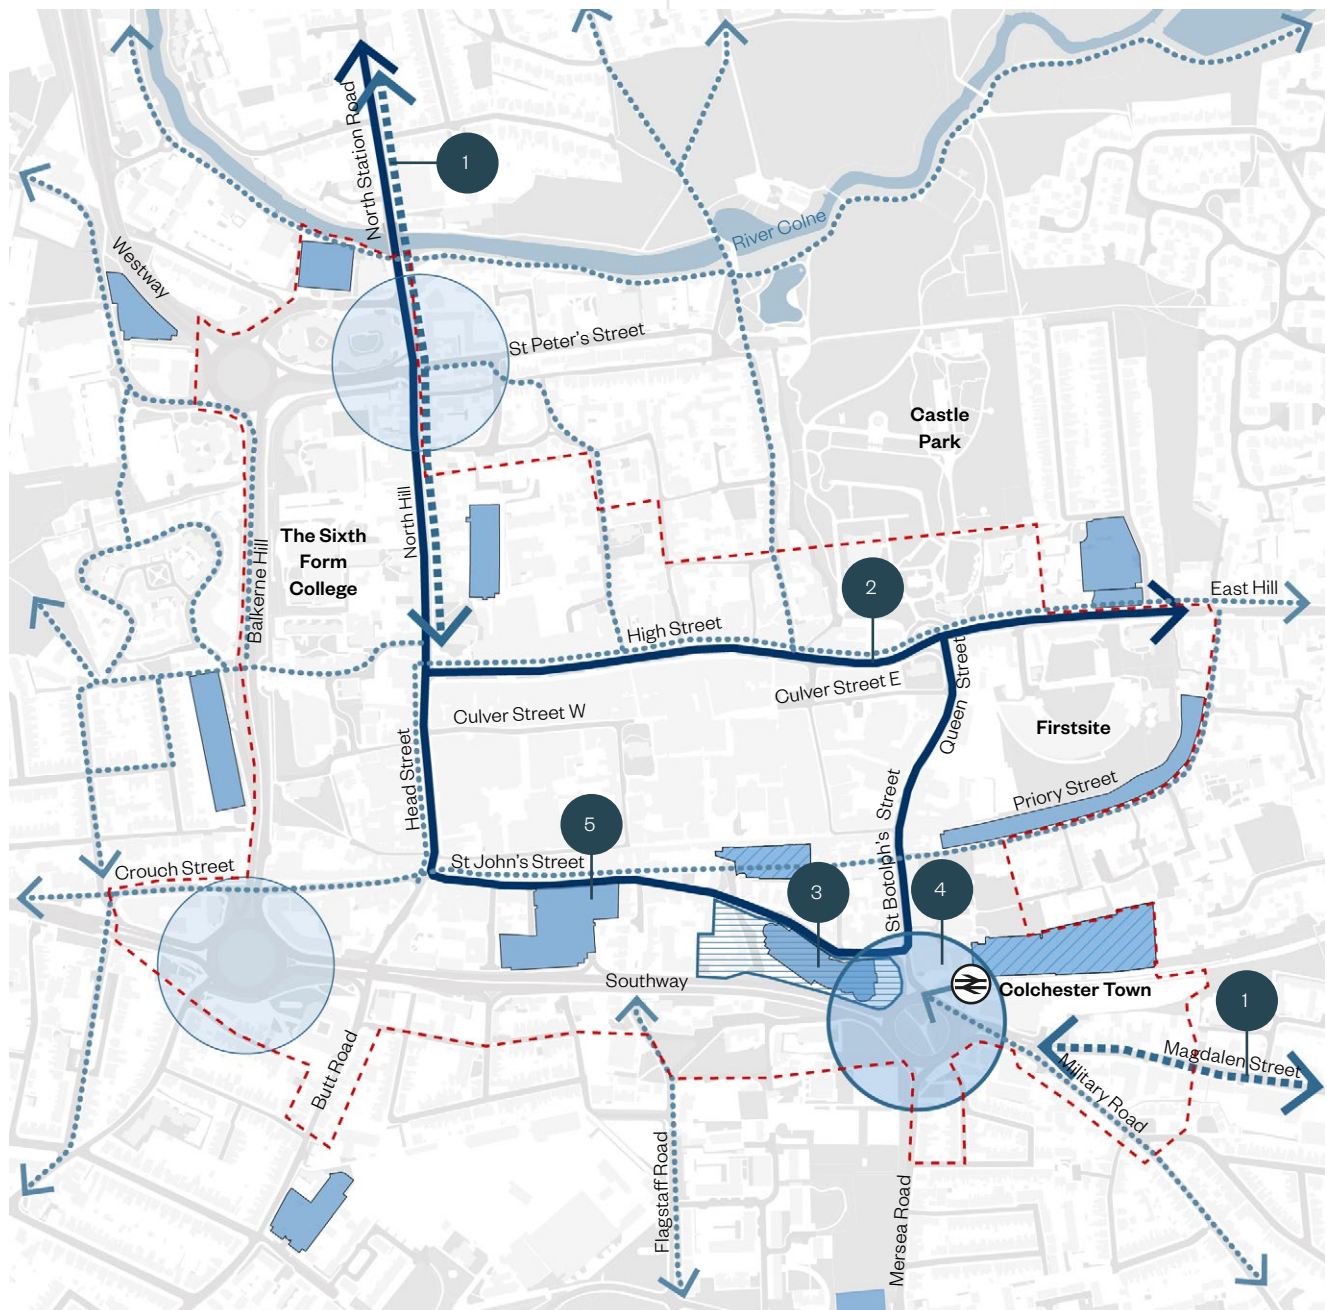 North Station Road
1
River Colne
Westway
St Peter's Street
Castle
Park
North Hill
The Sixth
Form
College
Balkerne Hill
2
East Hill
High Street
Culver Street E
Queen Street
Culver Street W
Firstsite
Head Street
Priory Street
5
St Botolph's Street
St John's Street
Crouch Street
3
4
Southway
Colchester Town
1
Magdalen Street
Military Road
Butt Road
Flagstaff Road
Mersea Road